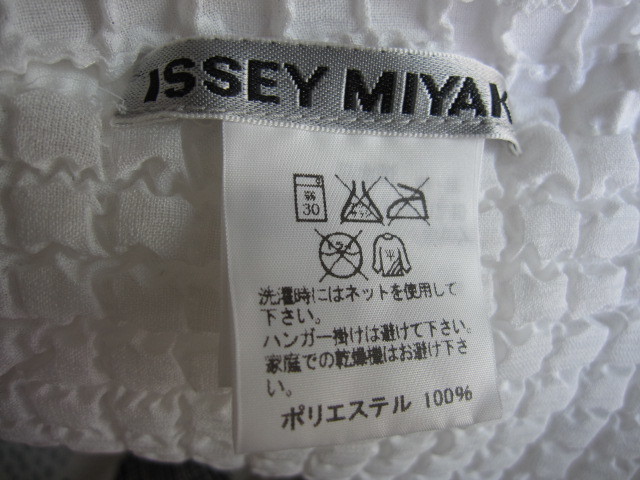 ISSEY MIYAK
弱
30
平
洗濯時にはネットを使用して
下さい。
ハンガー掛けは避けて下さい。
家庭での乾燥機はお避け下さ
い。
ポリエステル 100%